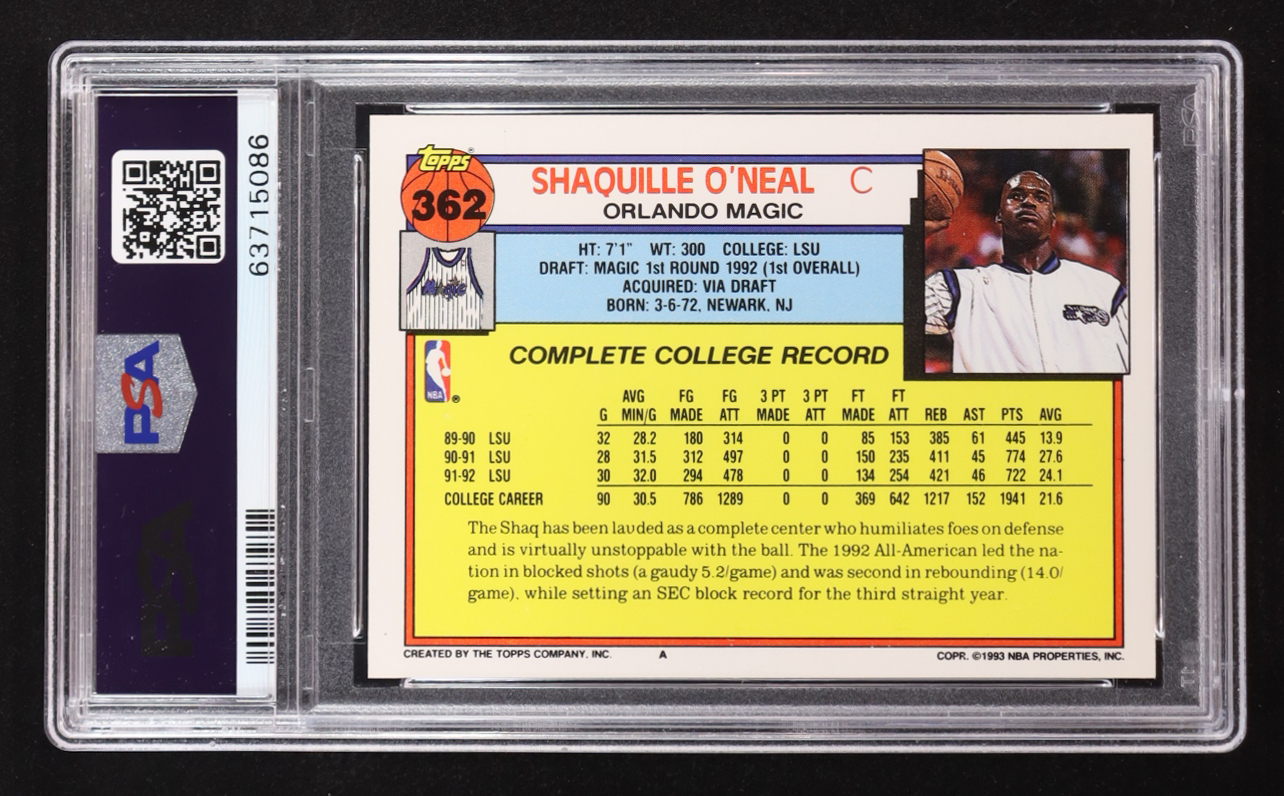 63715086
PSA
PSA
Topps
362
SHAQUILLE O'NEAL C
ORLANDO MAGIC
Magic
HT: 7'1" WT: 300 COLLEGE: LSU
DRAFT: MAGIC 1st ROUND 1992 (1st OVERALL)
ACQUIRED: VIA DRAFT
BORN: 3-6-72, NEWARK, NJ
NBA
COMPLETE COLLEGE RECORD
AVG FG FG 3 PT 3 PT FT FT
G MIN/G MADE ATT MADE ATT MADE ATT REB AST PTS AVG
89-90 LSU 32 28.2 180 314 0 0 85 153 385 61 445 13.9
90-91 LSU 28 31.5 312 497 0 0 150 235 411 45 774 27.6
91-92 LSU 30 32.0 294 478 0 0 134 254 421 46 722 24.1
COLLEGE CAREER 90 30.5 786 1289 0 0 369 642 1217 152 1941 21.6
The Shaq has been lauded as a complete center who humiliates foes on defense
and is virtually unstoppable with the ball. The 1992 All-American led the na-
tion in blocked shots (a gaudy 5.2/game) and was second in rebounding (14.0/
game), while setting an SEC block record for the third straight year.
CREATED BY THE TOPPS COMPANY, INC. A COPR. ©1993 NBA PROPERTIES, INC.
PSA